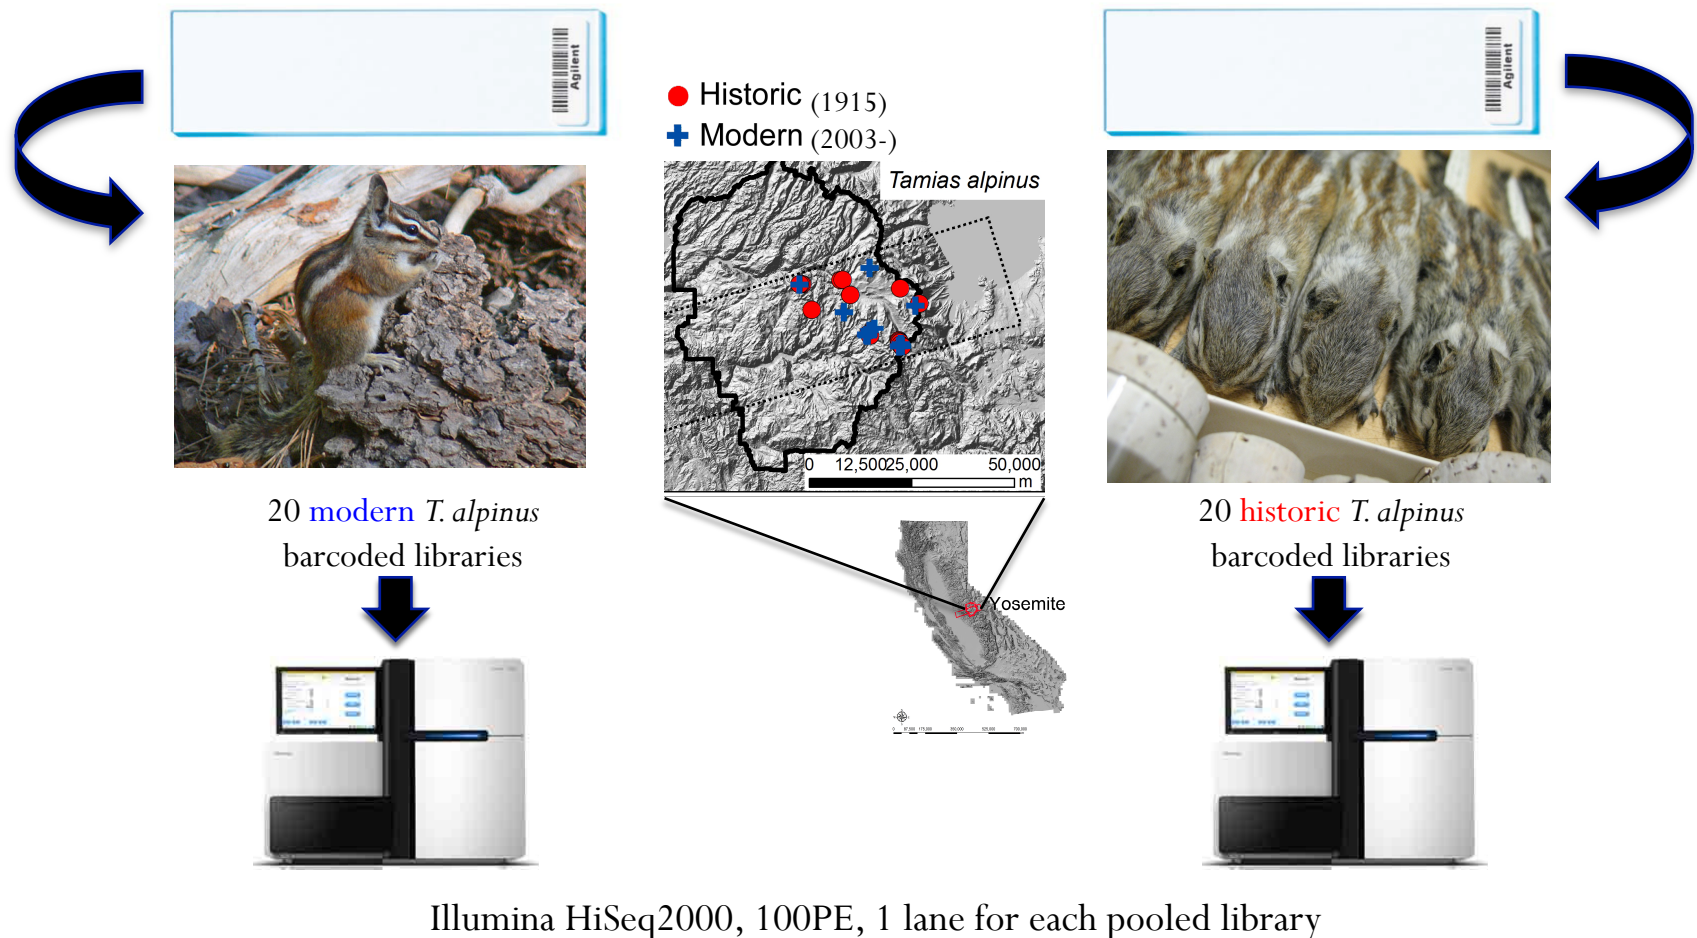 Agilent
Agilent
Historic (1915)
Modern (2003-)
Tamias alpinus
0 12,500 25,000 50,000
m
20 modern T. alpinus
barcoded libraries
20 historic T. alpinus
barcoded libraries
Yosemite
Illumina HiSeq2000, 100PE, 1 lane for each pooled library